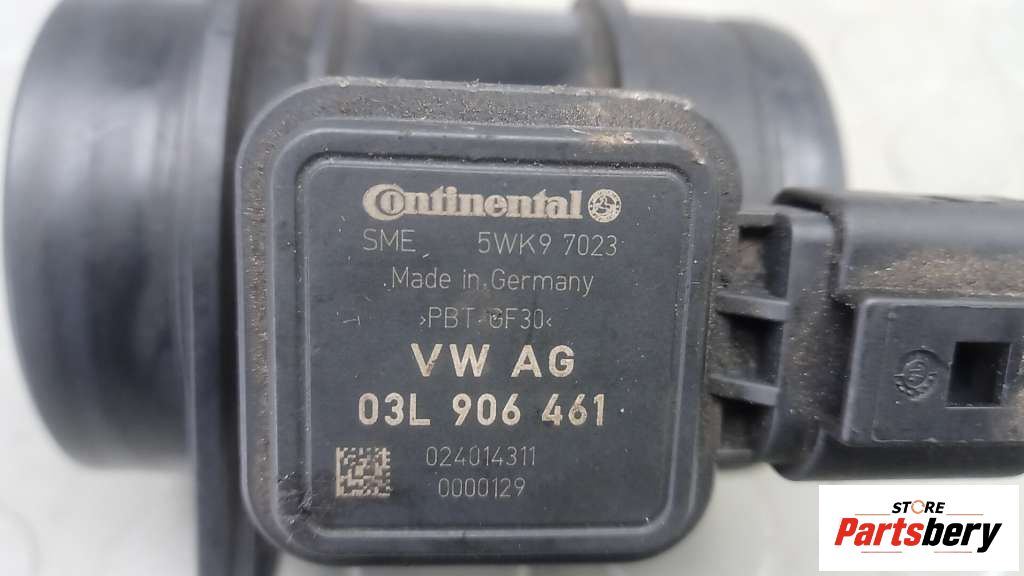 Continental
SME 5WK9 7023
Made in Germany
>PBT-GF30<
VW AG
03L 906 461
024014311
0000129
STORE
Partsbery